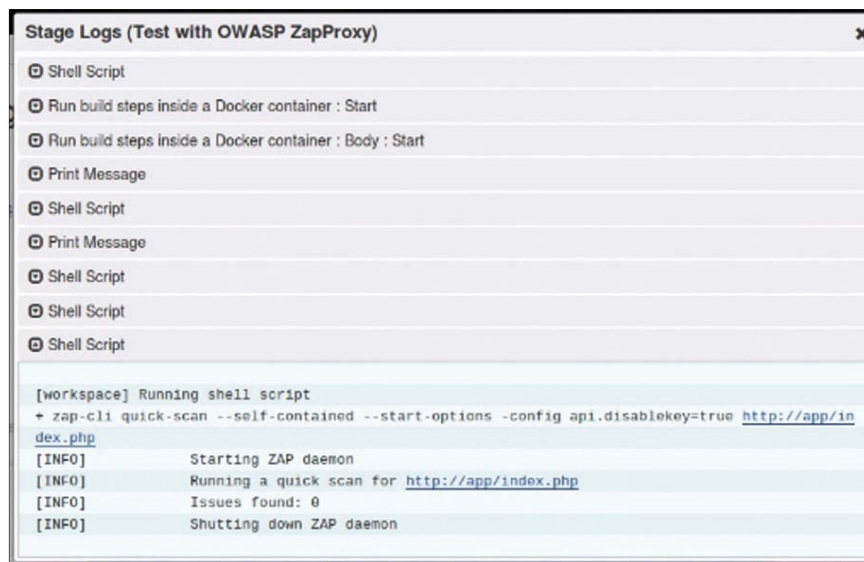 Stage Logs (Test with OWASP ZapProxy)
Shell Script
Run build steps inside a Docker container : Start
Run build steps inside a Docker container : Body : Start
Print Message
Shell Script
Print Message
Shell Script
Shell Script
Shell Script
[workspace] Running shell script
+ zap-cli quick-scan --self-contained --start-options -config api.disablekey=true http://app/in
dex.php
[INFO] Starting ZAP daemon
[INFO] Running a quick scan for http://app/index.php
[INFO] Issues found: 0
[INFO] Shutting down ZAP daemon